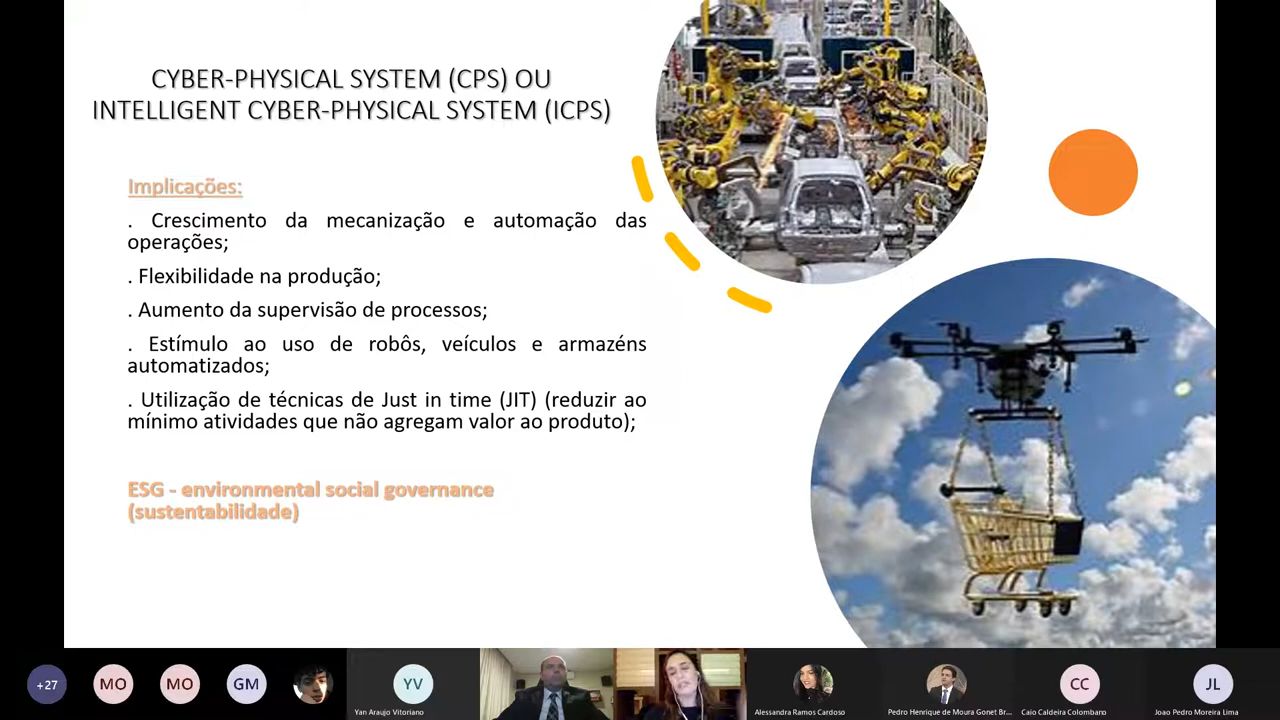 CYBER-PHYSICAL SYSTEM (CPS) OU
INTELLIGENT CYBER-PHYSICAL SYSTEM (ICPS)
Implicações:
. Crescimento da mecanização e automação das
operações;
. Flexibilidade na produção;
. Aumento da supervisão de processos;
. Estímulo ao uso de robôs, veículos e armazéns
automatizados;
. Utilização de técnicas de Just in time (JIT) (reduzir ao
mínimo atividades que não agregam valor ao produto);
ESG - environmental social governance
(sustentabilidade)
+27
MO
MO
GM
YV
Yan Araujo Vitoriano
Alessandra Ramos Cardoso
Pedro Henrique de Moura Gonet Br...
CC
Caio Caldeira Colombano
JL
Joao Pedro Moreira Lima